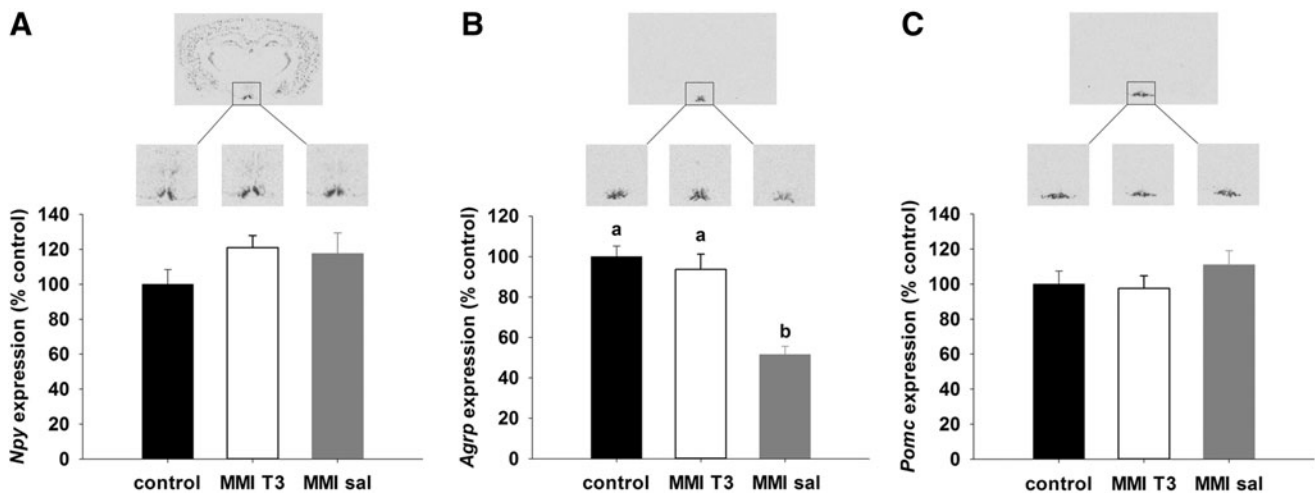 A
B
C
Npy expression (% control)
140
120
100
80
60
40
20
0
control MMI T3 MMI sal
Agrp expression (% control)
120
100
80
60
40
20
0
a
a
b
control MMI T3 MMI sal
Pomc expression (% control)
140
120
100
80
60
40
20
0
control MMI T3 MMI sal